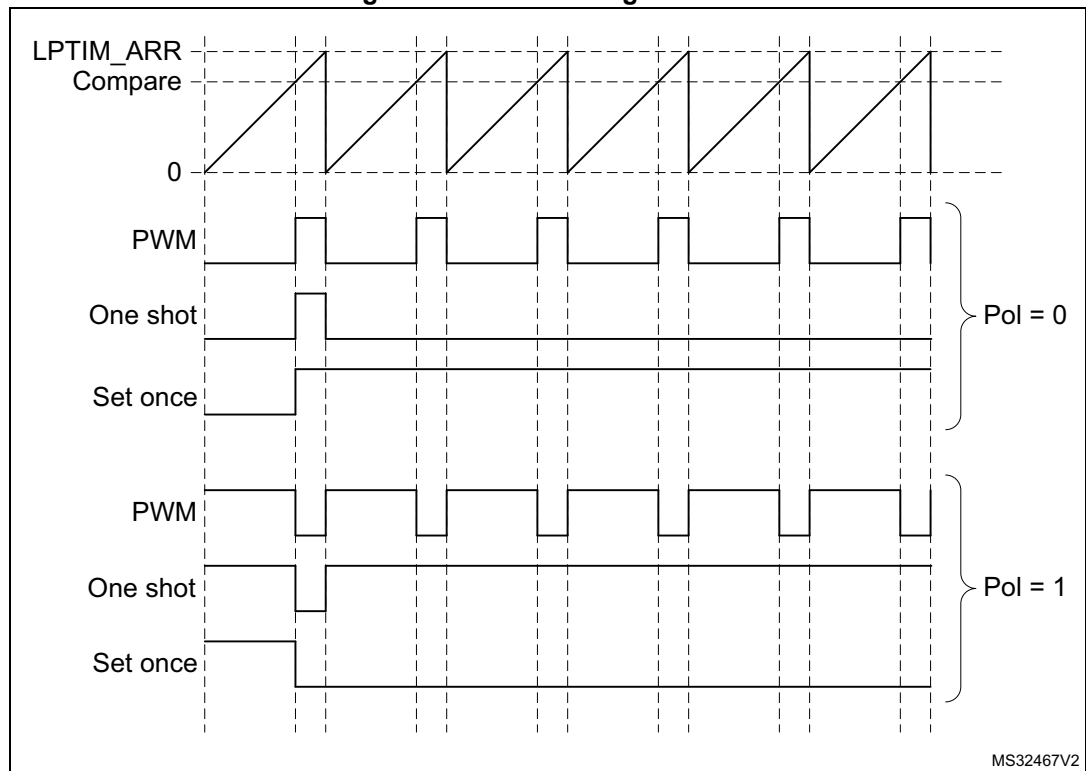 LPTIM_ARR
Compare
0
PWM
One shot
Pol = 0
Set once
PWM
One shot
Pol = 1
Set once
MS32467V2